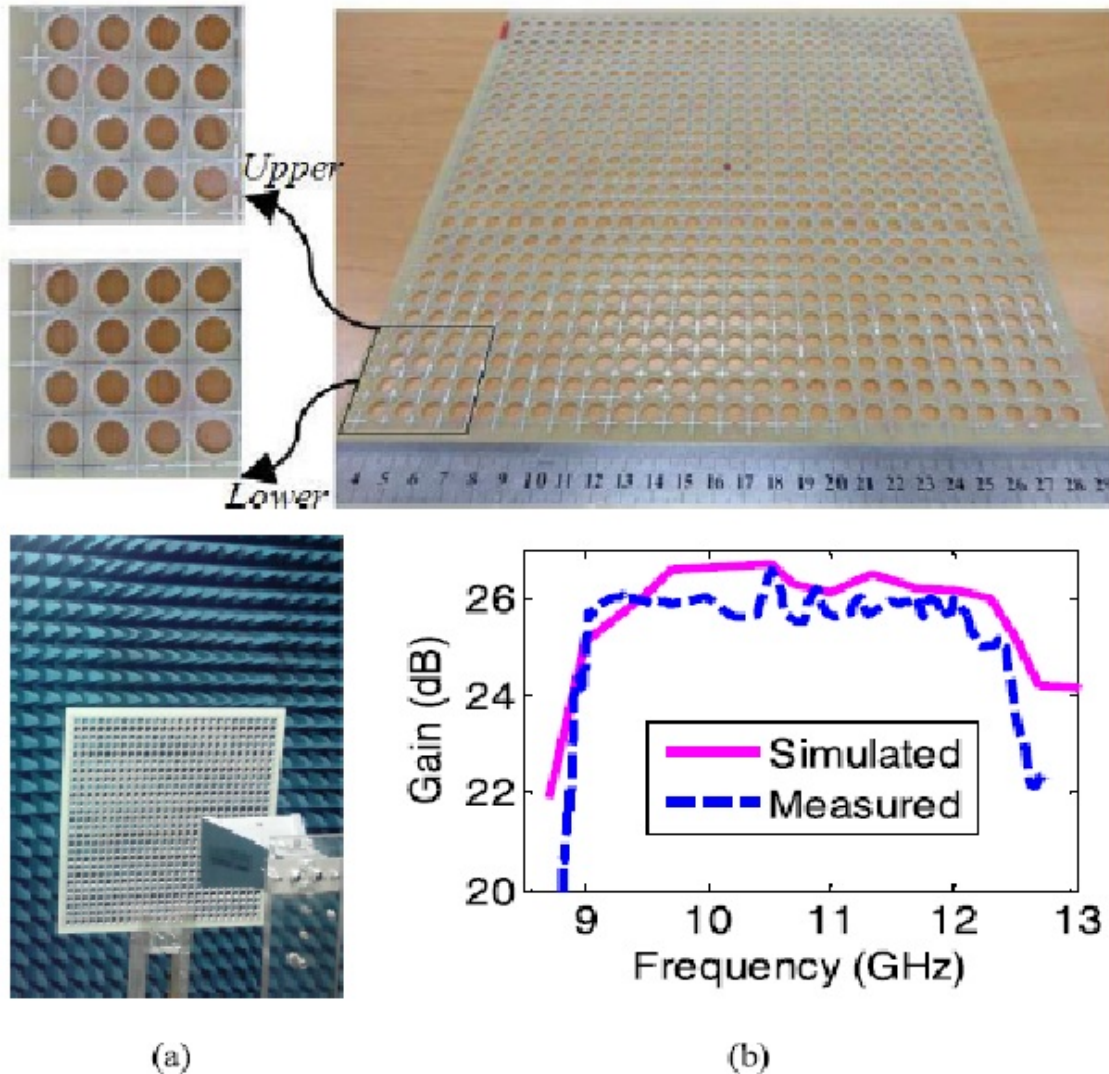 Upper
Lower
4 5 6 7 8 9 10 11 12 13 14 15 16 17 18 19 20 21 22 23 24 25 26 27 28 29
26
24
22
20
Gain (dB)
Simulated
Measured
9 10 11 12 13
Frequency (GHz)
(a) (b)